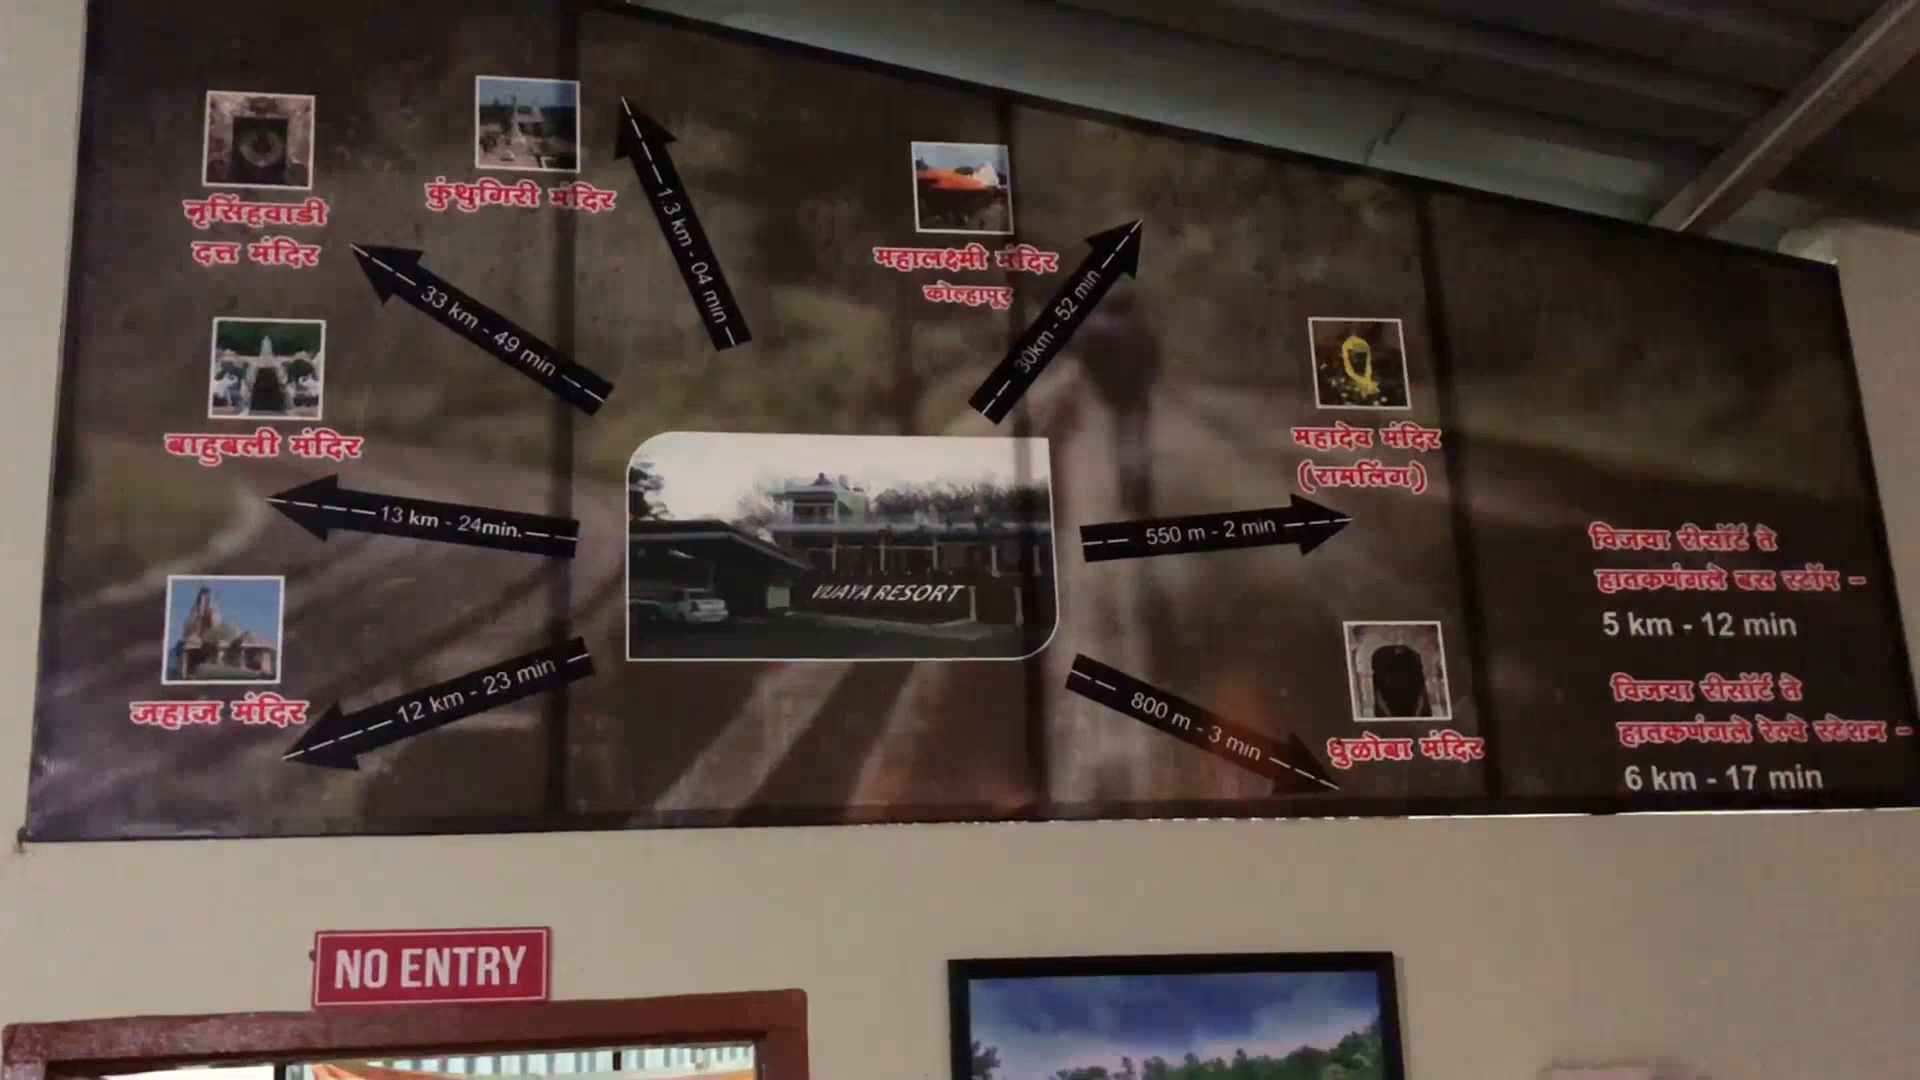 नृसिंहवाडी
दत्त मंदिर
33 km - 49 min
कुंथुगिरी मंदिर
1.3 km - 04 min
महालक्ष्मी मंदिर
कोल्हापूर
30km - 52 min
बाहुबली मंदिर
13 km - 24min.
महादेव मंदिर
(रामलिंग)
550 m - 2 min
VIJAYA RESORT
जहाज मंदिर
12 km - 23 min
धुळोबा मंदिर
800 m - 3 min
विजया रीसॉर्ट ते
हातकणंगले बस स्टॉप -
5 km - 12 min
विजया रीसॉर्ट ते
हातकणंगले रेल्वे स्टेशन -
6 km - 17 min
NO ENTRY